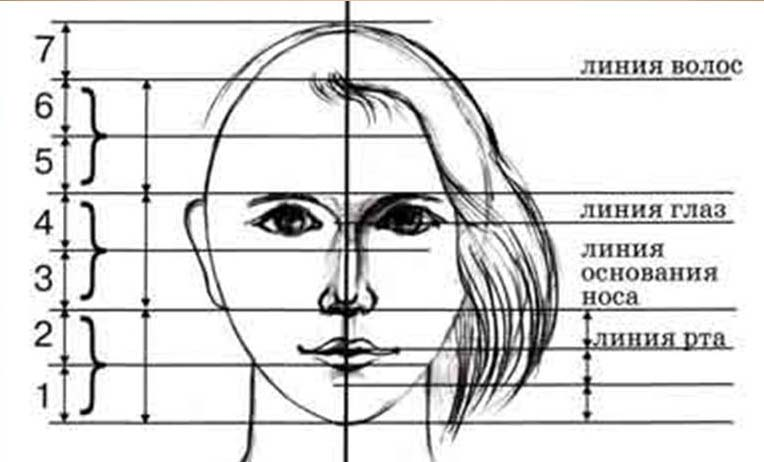 7
линия волос
6
5
4
линия глаз
3
линия
основания
носа
2
линия рта
1